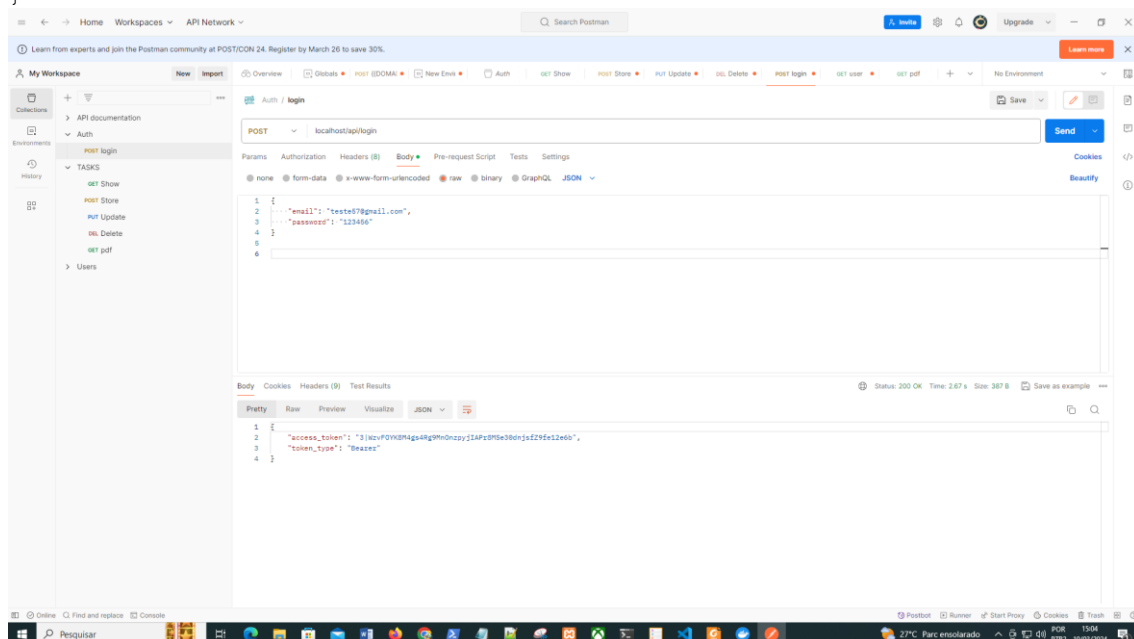 }
Home Workspaces API Network Search Postman Invite Upgrade
Learn from experts and join the Postman community at POST/CON 24. Register by March 26 to save 30%. Learn more
My Workspace New Import Overview Globals POST {{DOMAI New Envii Auth GET Show POST Store PUT Update DEL Delete POST login GET user GET pdf No Environment
Collections
Environments
History
API documentation
Auth
POST login
TASKS
GET Show
POST Store
PUT Update
DEL Delete
GET pdf
Users
Auth / login Save
POST localhost/api/login Send
Params Authorization Headers (8) Body Pre-request Script Tests Settings Cookies
none form-data x-www-form-urlencoded raw binary GraphQL JSON Beautify
1 {
2 "email": "teste57@gmail.com",
3 "password": "123456"
4 }
5
6
Body Cookies Headers (9) Test Results Status: 200 OK Time: 2.67 s Size: 387 B Save as example
Pretty Raw Preview Visualize JSON
1 {
2 "access_token":
3 "token_type": "Bearer"
4 }
Online Find and replace Console Postbot Runner Start Proxy Cookies Trash
Pesquisar 27°C Parc ensolarado POR 15:04